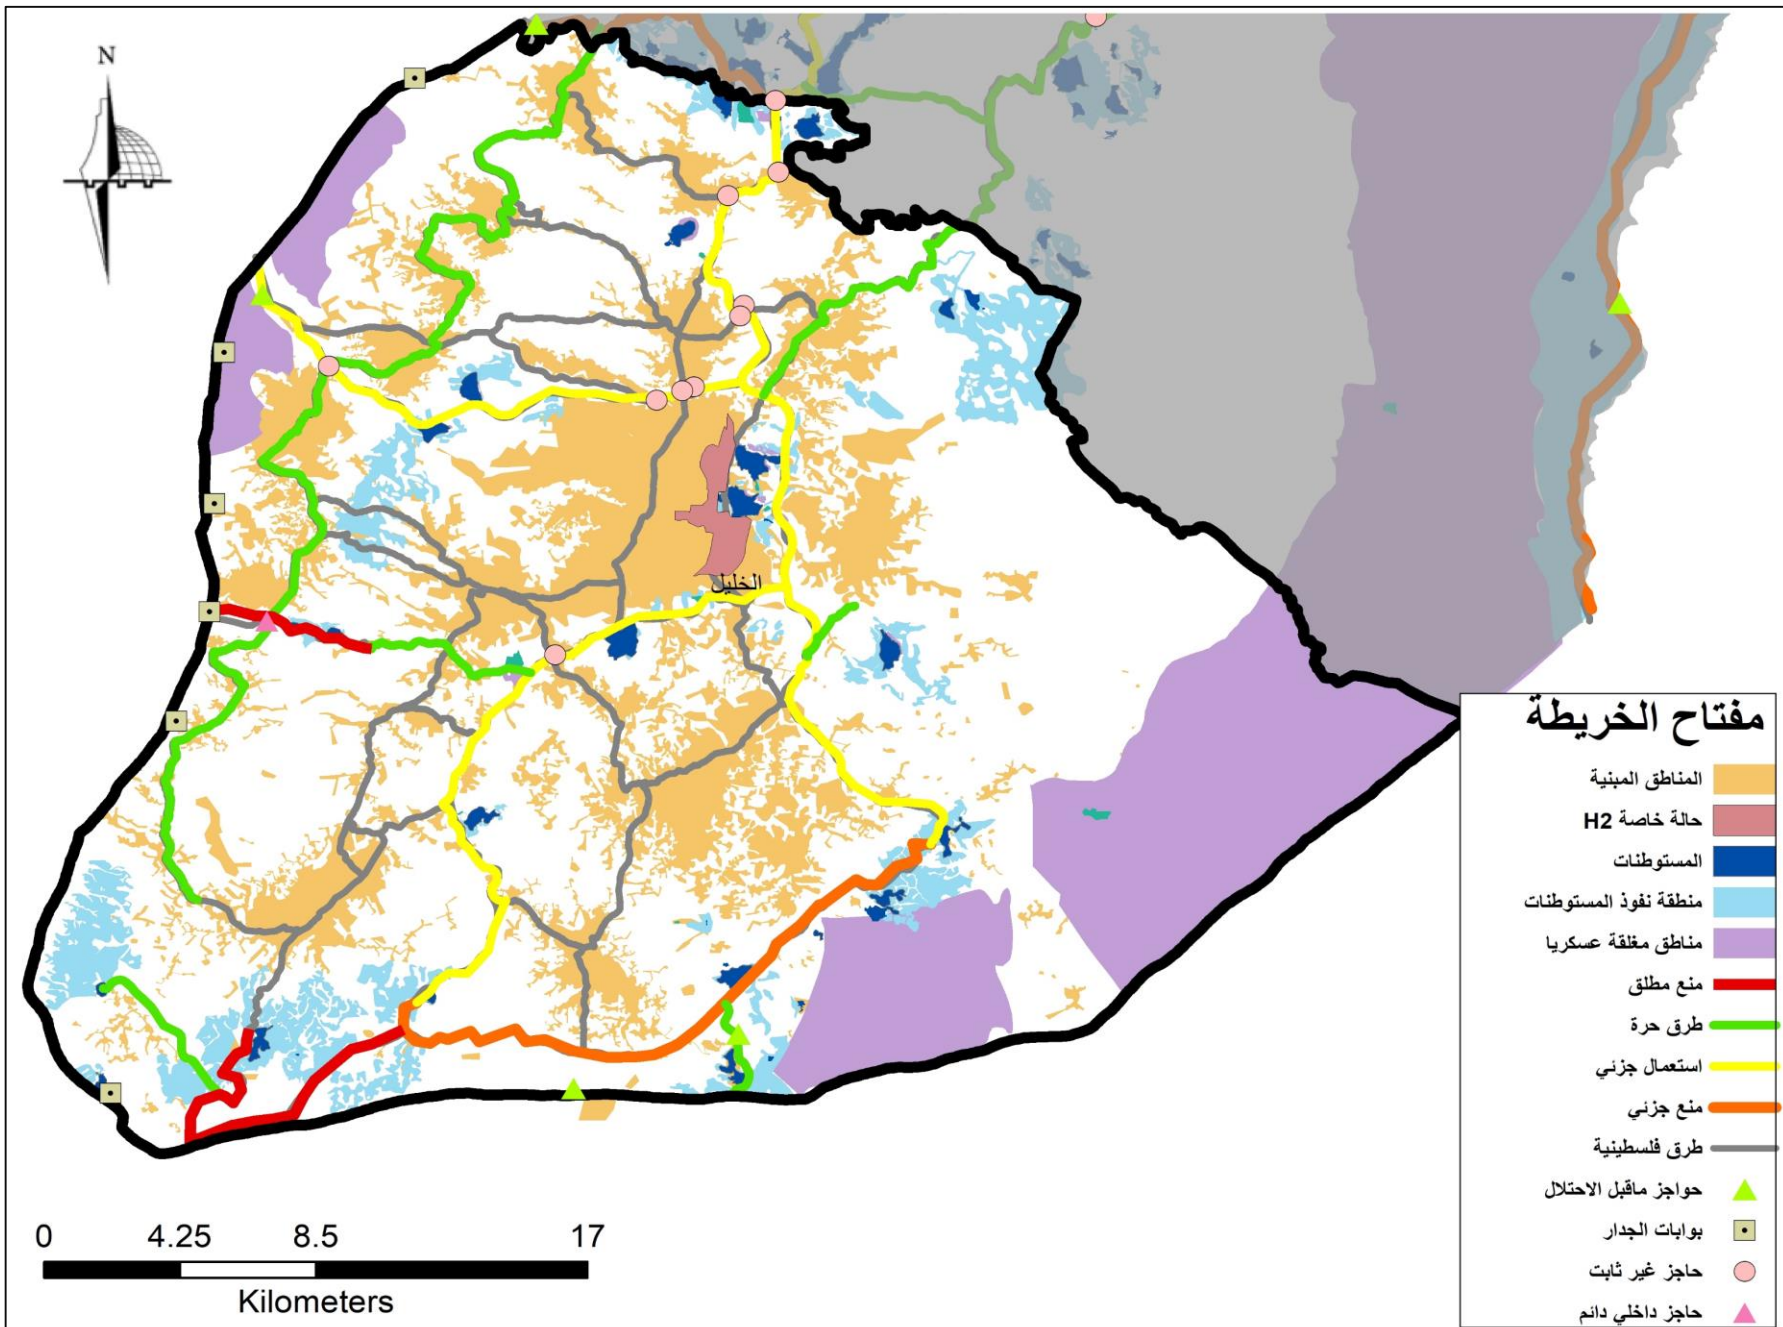 N
الخليل
مفتاح الخريطة
المناطق المبنية
حالة خاصة H2
المستوطنات
منطقة نفوذ المستوطنات
مناطق مغلقة عسكريا
منع مطلق
طرق حرة
استعمال جزئي
منع جزئي
طرق فلسطينية
حواجز ماقبل الاحتلال
بوابات الجدار
حاجز غير ثابت
حاجز داخلي دائم
0 4.25 8.5 17
Kilometers